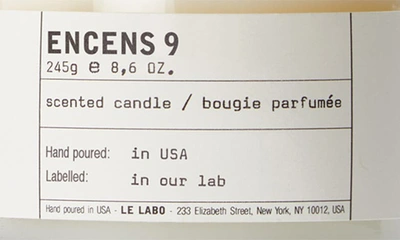 ENCENS 9
245g ℮ 8,6 OZ.
scented candle / bougie parfumée
Hand poured: in USA
Labelled: in our lab
Hand poured in USA - LE LABO - 233 Elizabeth Street, New York, NY 10012, USA